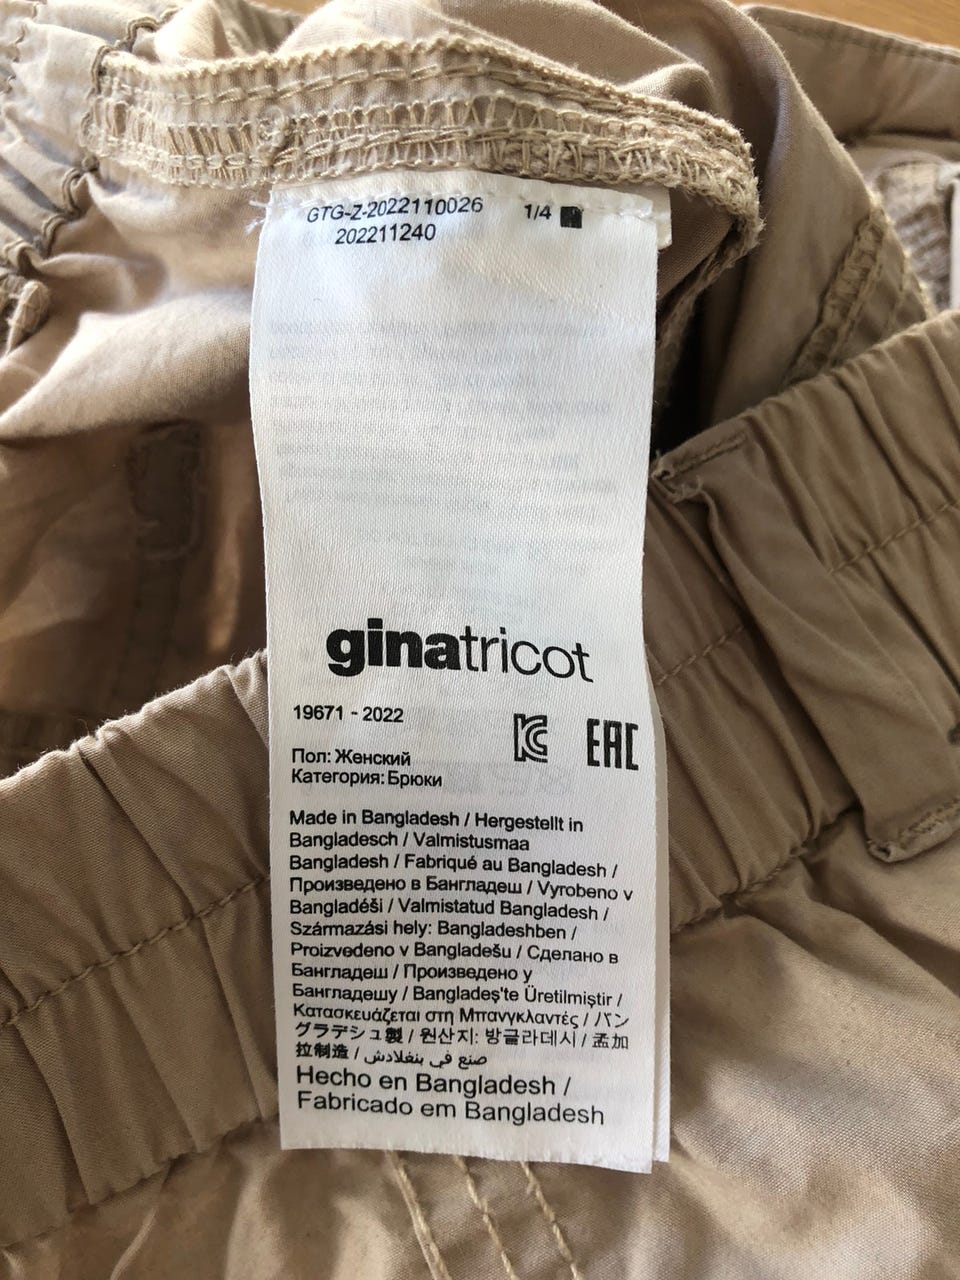 GTG-Z-2022110026 1/4
202211240
ginatricot
19671 - 2022
EAC
Пол: Женский
Категория: Брюки
Made in Bangladesh / Hergestellt in
Bangladesch / Valmistusmaa
Bangladesh / Fabriqué au Bangladesh /
Произведено в Бангладеш / Vyrobeno v
Bangladéši / Valmistatud Bangladesh /
Származási hely: Bangladeshben /
Proizvedeno v Bangladešu / Сделано в
Бангладеш / Произведено у
Бангладешу / Bangladeş'te Üretilmiştir /
Κατασκευάζεται στη Μπανγκλαντές / バン
グラデシュ製 / 원산지: 방글라데시 / 孟加
拉制造 / صنع في بنغلادش
Hecho en Bangladesh /
Fabricado em Bangladesh